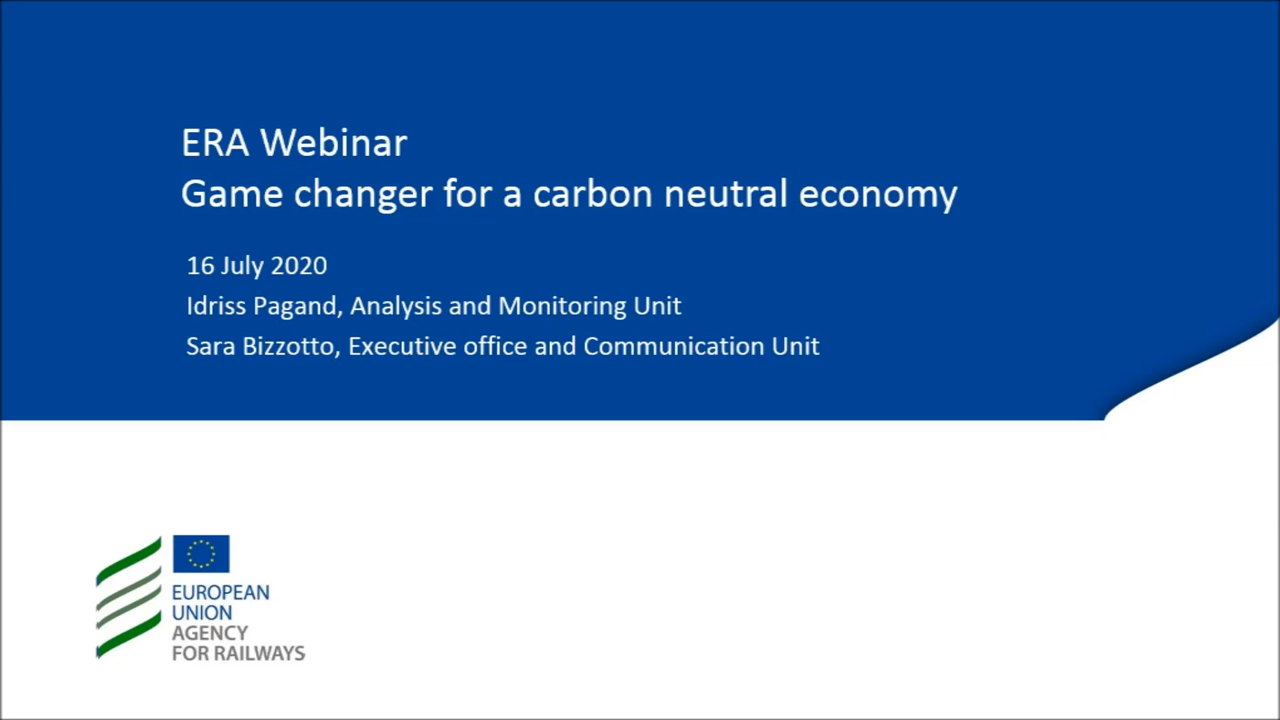 ERA Webinar
Game changer for a carbon neutral economy
16 July 2020
Idriss Pagand, Analysis and Monitoring Unit
Sara Bizzotto, Executive office and Communication Unit
EUROPEAN
UNION
AGENCY
FOR RAILWAYS